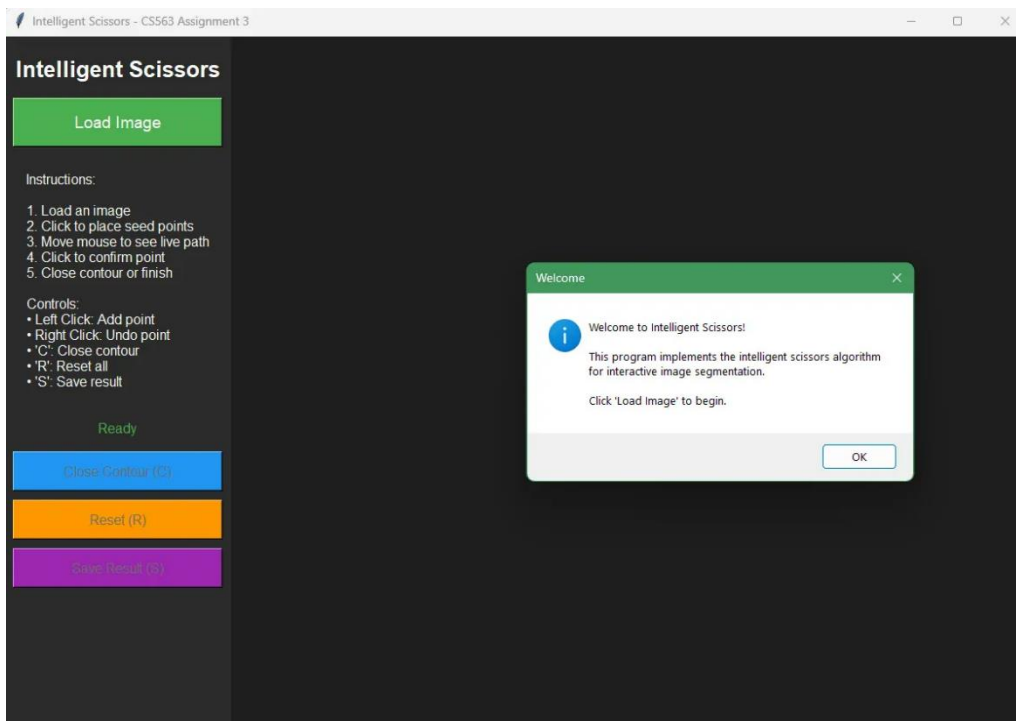 Intelligent Scissors - CS563 Assignment 3
Intelligent Scissors
Load Image
Instructions:
1. Load an image
2. Click to place seed points
3. Move mouse to see live path
4. Click to confirm point
5. Close contour or finish
Controls:
• Left Click: Add point
• Right Click: Undo point
• 'C': Close contour
• 'R': Reset all
• 'S': Save result
Ready
Close Contour (C)
Reset (R)
Save Result (S)
Welcome
Welcome to Intelligent Scissors!
This program implements the intelligent scissors algorithm
for interactive image segmentation.
Click 'Load Image' to begin.
OK